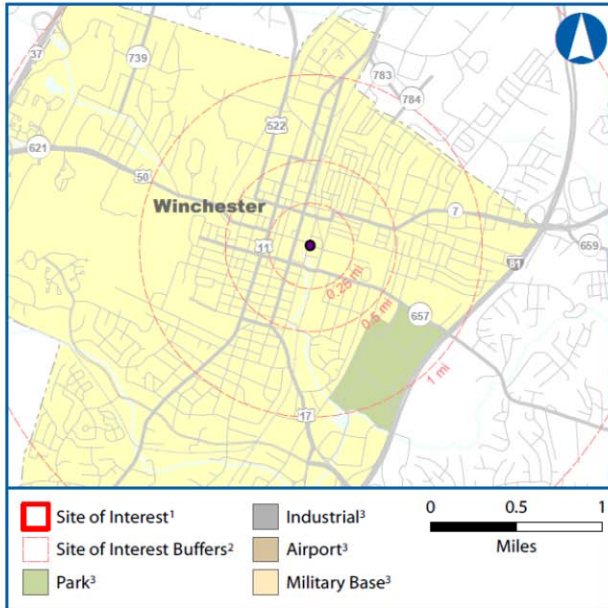 37
739
783
784
522
621
50
Winchester
7
11
659
81
0.25 mi
0.5 mi
657
1 mi
17
Site of Interest¹
Site of Interest Buffers²
Park³
Industrial³
Airport³
Military Base³
0 0.5 1
Miles